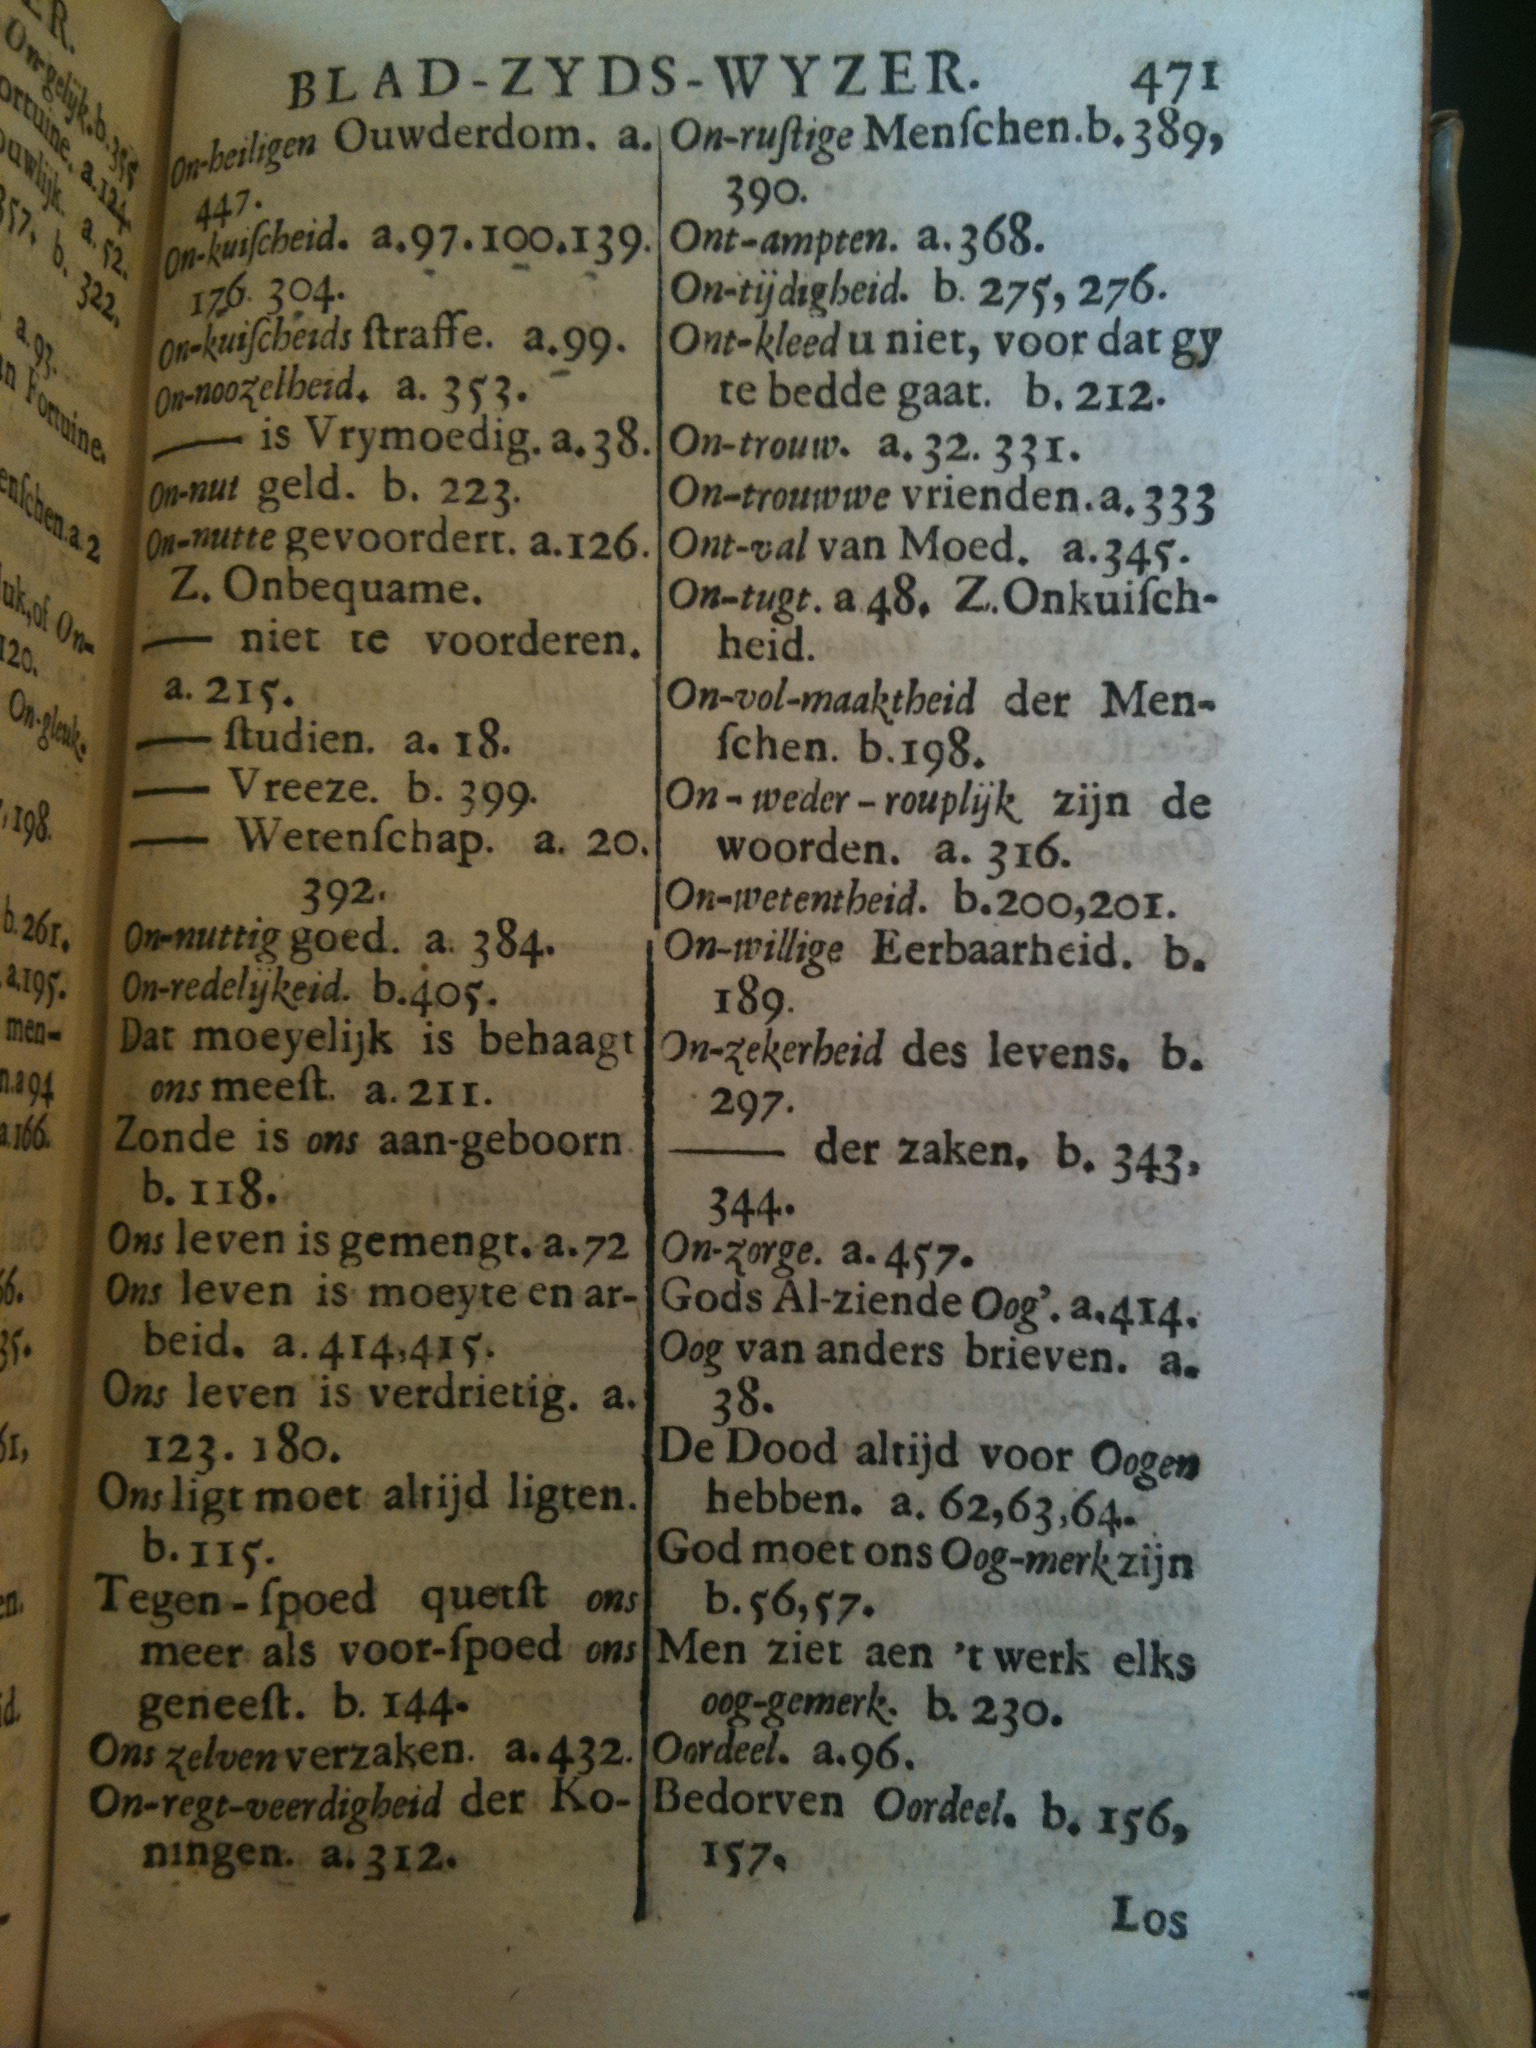 BLAD-ZYDS-WYZER. 471
On-heiligen Ouwderdom. a.
447.
On-kuiſcheid. a.97.100.139.
176. 304.
On-kuiſcheids ſtraffe. a.99.
On-noozelheid. a. 353.
—— is Vrymoedig. a.38.
On-nut geld. b. 223.
On-nutte gevoordert. a.126.
Z. Onbequame.
—— niet te voorderen.
a. 215.
—— ſtudien. a. 18.
—— Vreeze. b. 399.
—— Wetenſchap. a. 20.
392.
On-nuttig goed. a. 384.
On-redelijkeid. b.405.
Dat moeyelijk is behaagt
ons meeſt. a. 211.
Zonde is ons aan-geboorn
b. 118.
Ons leven is gemengt. a.72
Ons leven is moeyte en ar-
beid. a. 414,415.
Ons leven is verdrietig. a.
123. 180.
Ons ligt moet altijd ligten.
b. 115.
Tegen-ſpoed quetſt ons
meer als voor-ſpoed ons
geneeſt. b. 144.
Ons zelven verzaken. a.432.
On-regt-veerdigheid der Ko-
ningen. a. 312.
On-ruſtige Menſchen.b.389,
390.
Ont-ampten. a. 368.
On-tijdigheid. b. 275, 276.
Ont-kleed u niet, voor dat gy
te bedde gaat. b. 212.
On-trouw. a. 32. 331.
On-trouwwe vrienden.a.333
Ont-val van Moed. a.345.
On-tugt. a 48. Z.Onkuiſch-
heid.
On-vol-maaktheid der Men-
ſchen. b.198.
On-weder-rouplijk zijn de
woorden. a. 316.
On-wetentheid. b.200,201.
On-willige Eerbaarheid. b.
189.
On-zekerheid des levens. b.
297.
—— der zaken. b. 343,
344.
On-zorge. a. 457.
Gods Al-ziende Oog'. a.414.
Oog van anders brieven. a.
38.
De Dood altijd voor Oogen
hebben. a. 62,63,64.
God moet ons Oog-merk zijn
b.56,57.
Men ziet aen 't werk elks
oog-gemerk. b. 230.
Oordeel. a.96.
Bedorven Oordeel. b. 156,
157.
Los